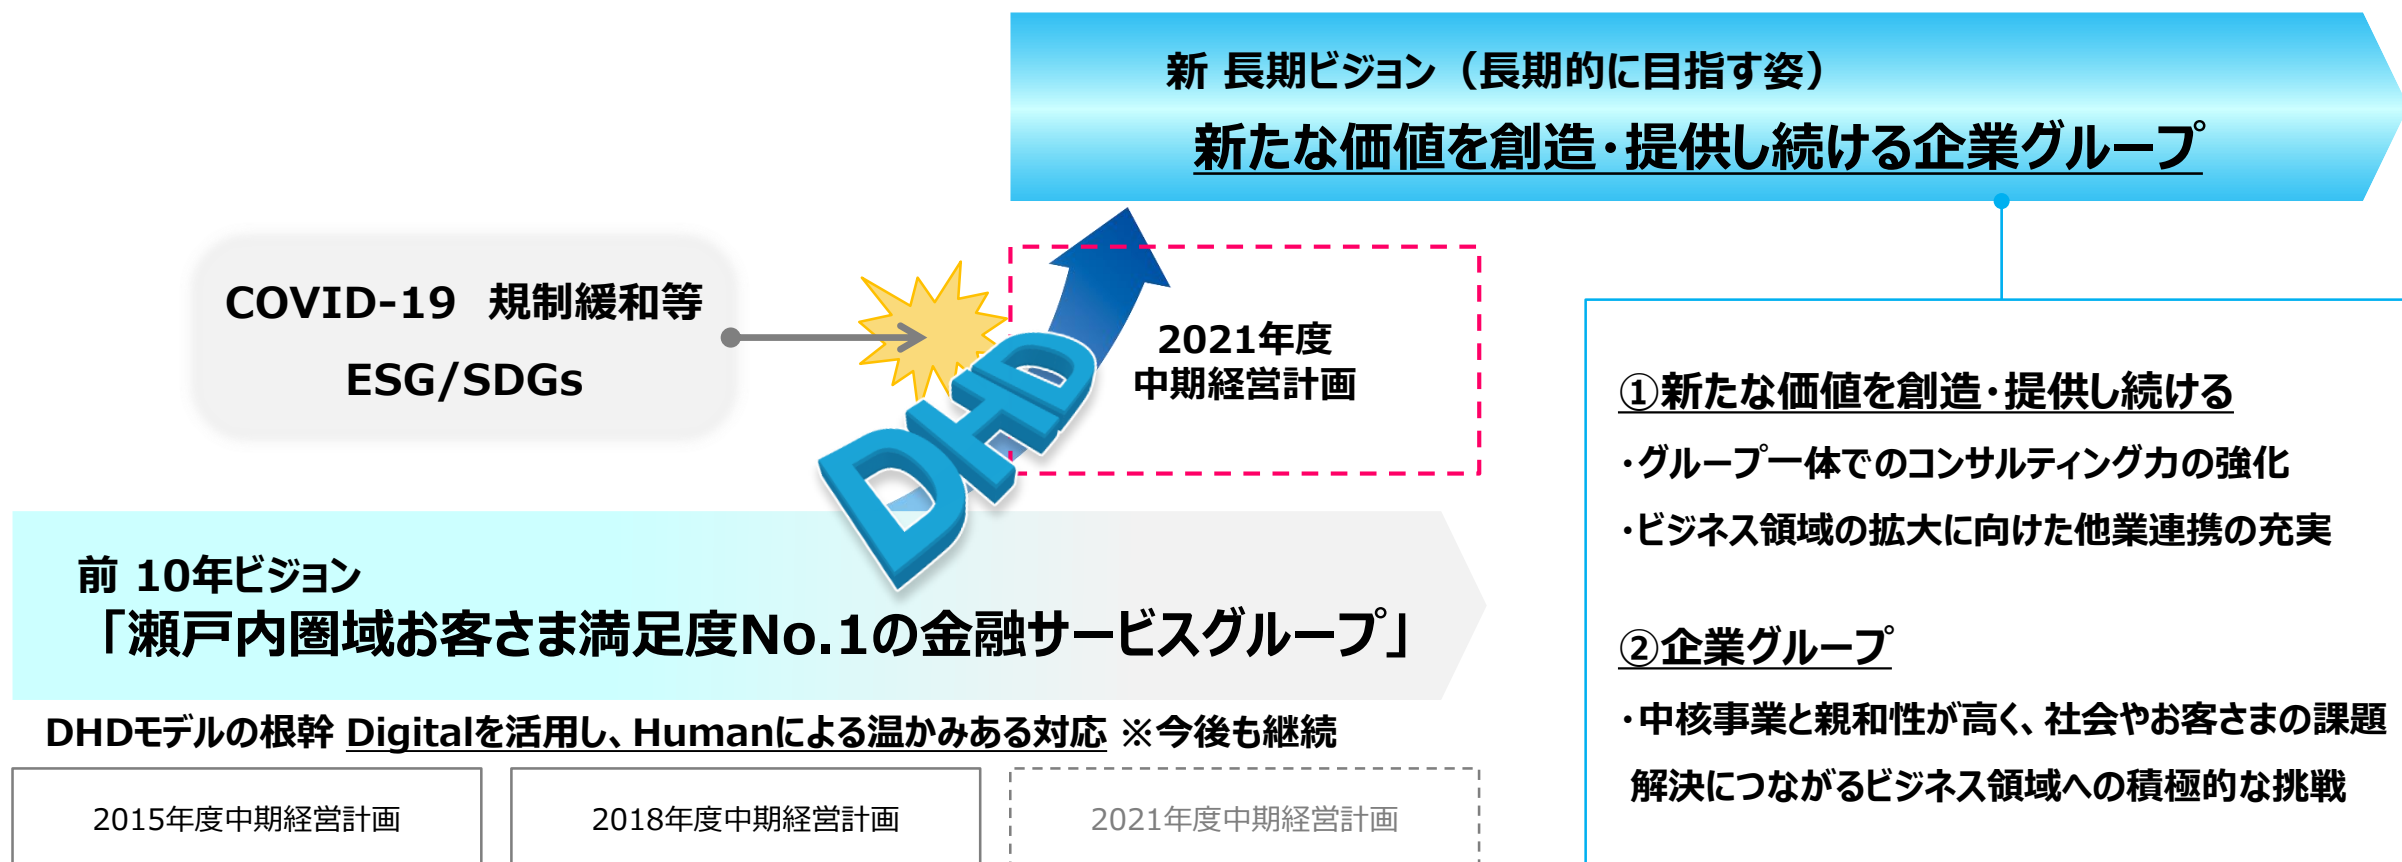 新 長期ビジョン（長期的に目指す姿）
新たな価値を創造・提供し続ける企業グループ
COVID-19 規制緩和等
ESG/SDGs
DHD
2021年度
中期経営計画
前 10年ビジョン
「瀬戸内圏域お客さま満足度No.1の金融サービスグループ」
DHDモデルの根幹 Digitalを活用し、Humanによる温かみある対応 ※今後も継続
2015年度中期経営計画
2018年度中期経営計画
2021年度中期経営計画
①新たな価値を創造・提供し続ける
・グループ一体でのコンサルティング力の強化
・ビジネス領域の拡大に向けた他業連携の充実
②企業グループ
・中核事業と親和性が高く、社会やお客さまの課題
解決につながるビジネス領域への積極的な挑戦